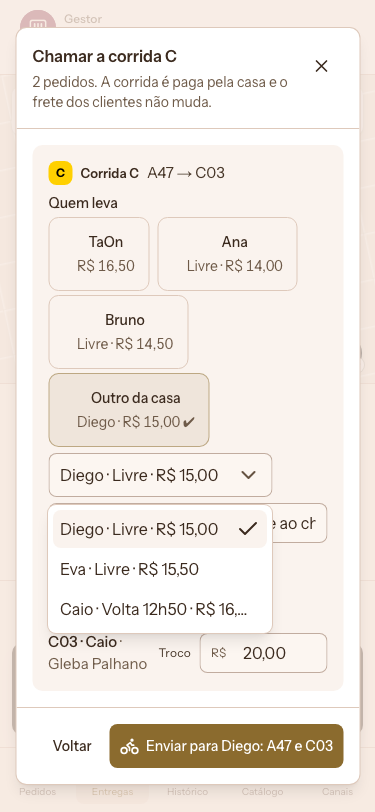 Gestor
Chamar a corrida C
2 pedidos. A corrida é paga pela casa e o
frete dos clientes não muda.
C Corrida C A47 → C03
Quem leva
TaOn
R$ 16,50
Ana
Livre · R$ 14,00
Bruno
Livre · R$ 14,50
Outro da casa
Diego · R$ 15,00 ✔
Diego · Livre · R$ 15,00
e ao ch
Diego · Livre · R$ 15,00
Eva · Livre · R$ 15,50
Caio · Volta 12h50 · R$ 16,...
C03 · Caio ·
Gleba Palhano
Troco
R$ 20,00
Voltar
Enviar para Diego: A47 e C03
Pedidos
Entregas
Histórico
Catálogo
Canais